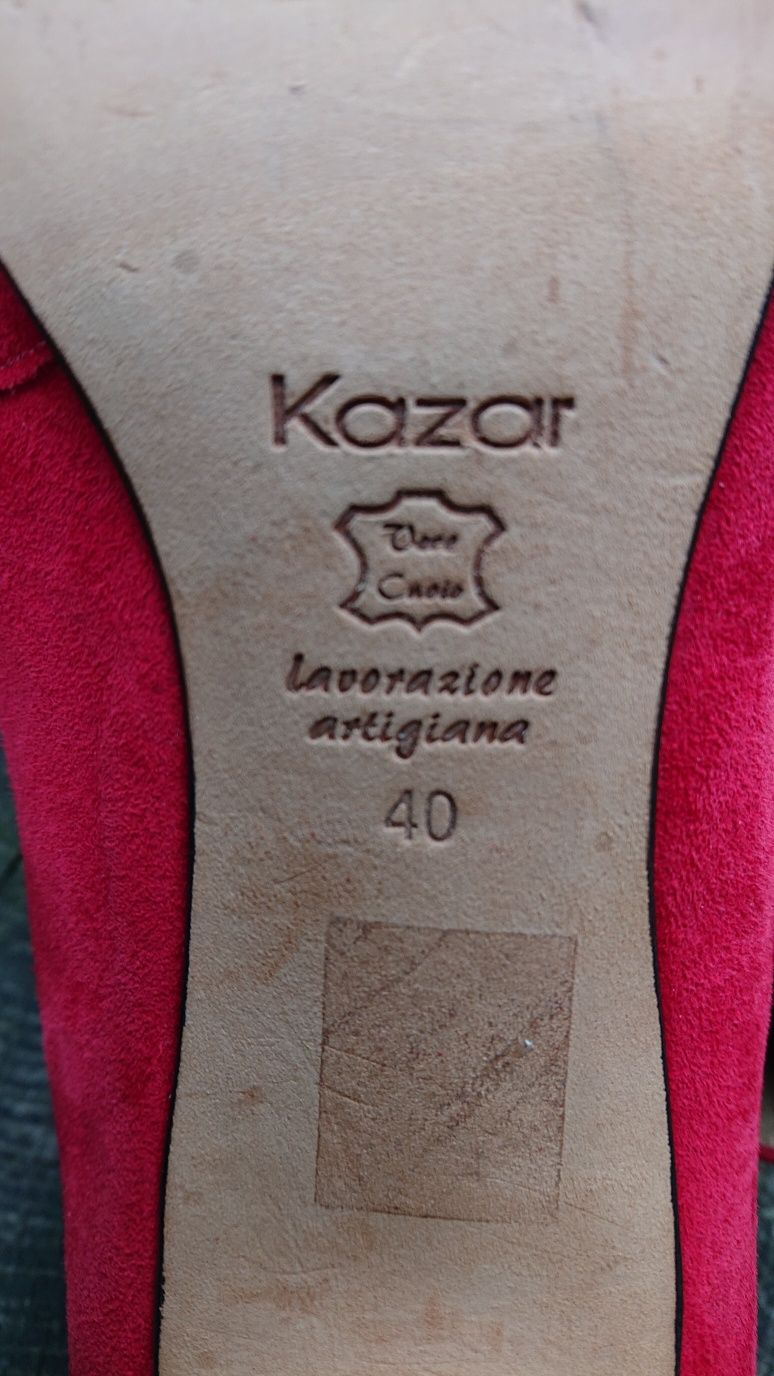 Kazar
Vero
Cuoio
lavorazione
artigiana
40